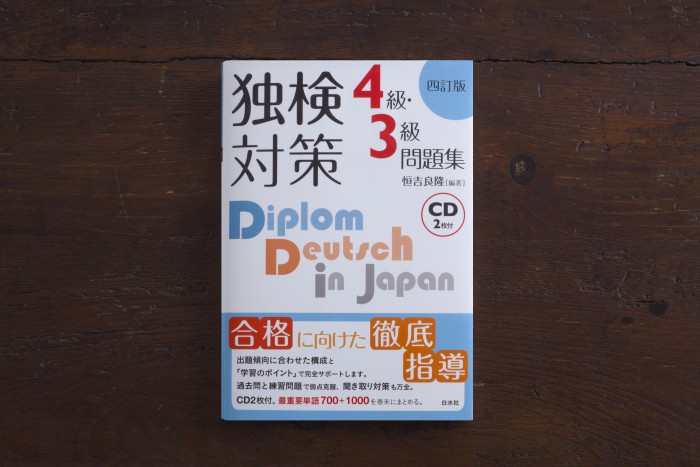 四訂版
独検
対策
4級・
3級
問題集
恒吉良隆[編著]
CD
2枚付
Diplom
Deutsch
in Japan
合格に向けた徹底
指導
出題傾向に合わせた構成と
「学習のポイント」で完全サポートします。
過去問と練習問題で弱点克服、聞き取り対策も万全。
CD2枚付。最重要単語700+1000を巻末にまとめる。
白水社